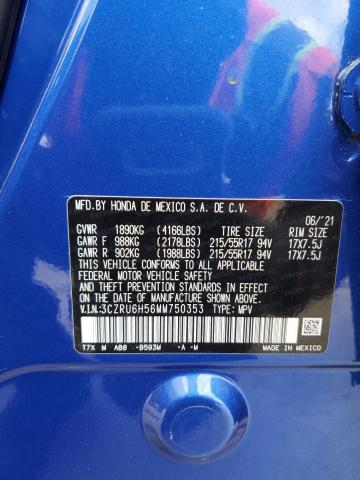 MFD.BY HONDA DE MEXICO S.A. DE C.V. 06/'21
GVWR 1890KG (4166LBS) TIRE SIZE RIM SIZE
GAWR F 988KG (2178LBS) 215/55R17 94V 17X7.5J
GAWR R 902KG (1988LBS) 215/55R17 94V 17X7.5J
THIS VEHICLE CONFORMS TO ALL APPLICABLE
FEDERAL MOTOR VEHICLE SAFETY AND THEFT
PREVENTION STANDARDS IN EFFECT ON THE
DATE OF MANUFACTURE SHOWN ABOVE.
V.I.N.:3CZRU6H56MM750353 TYPE: MPV
T7X M ABB -B593M -A -M
MADE
IN MEXICO